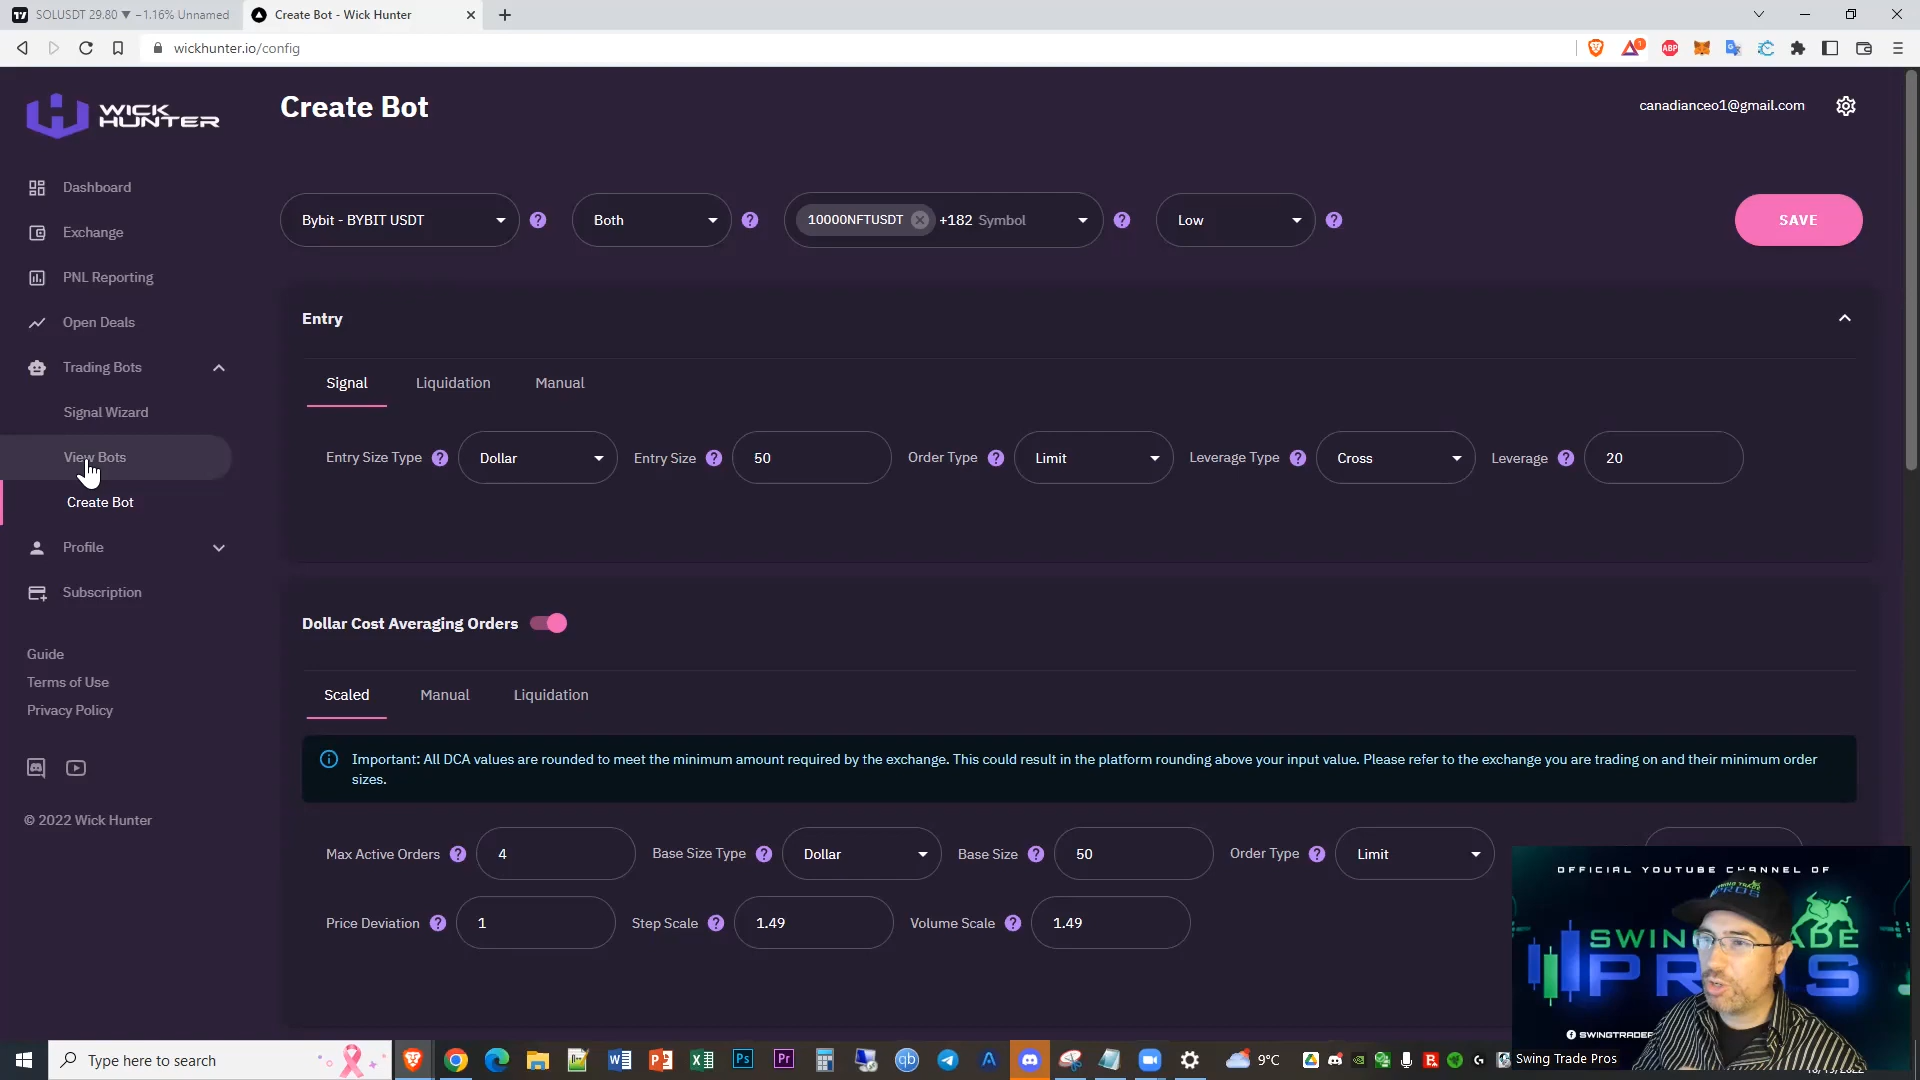 SOLUSDT 29.80 ▼ −1.16% Unnamed
Create Bot - Wick Hunter
wickhunter.io/config
WICK HUNTER
Create Bot
canadianceo1@gmail.com
Dashboard
Exchange
PNL Reporting
Open Deals
Trading Bots
Signal Wizard
View Bots
Create Bot
Profile
Subscription
Guide
Terms of Use
Privacy Policy
© 2022 Wick Hunter
Bybit - BYBIT USDT
Both
10000NFTUSDT +182 Symbol
Low
SAVE
Entry
Signal Liquidation Manual
Entry Size Type Dollar Entry Size 50 Order Type Limit Leverage Type Cross Leverage 20
Dollar Cost Averaging Orders
Scaled Manual Liquidation
Important: All DCA values are rounded to meet the minimum amount required by the exchange. This could result in the platform rounding above your input value. Please refer to the exchange you are trading on and their minimum order
sizes.
Max Active Orders 4 Base Size Type Dollar Base Size 50 Order Type Limit
Price Deviation 1 Step Scale 1.49 Volume Scale 1.49
OFFICIAL YOUTUBE CHANNEL OF
SWING
PROS
Swing Trade Pros
Type here to search
9°C